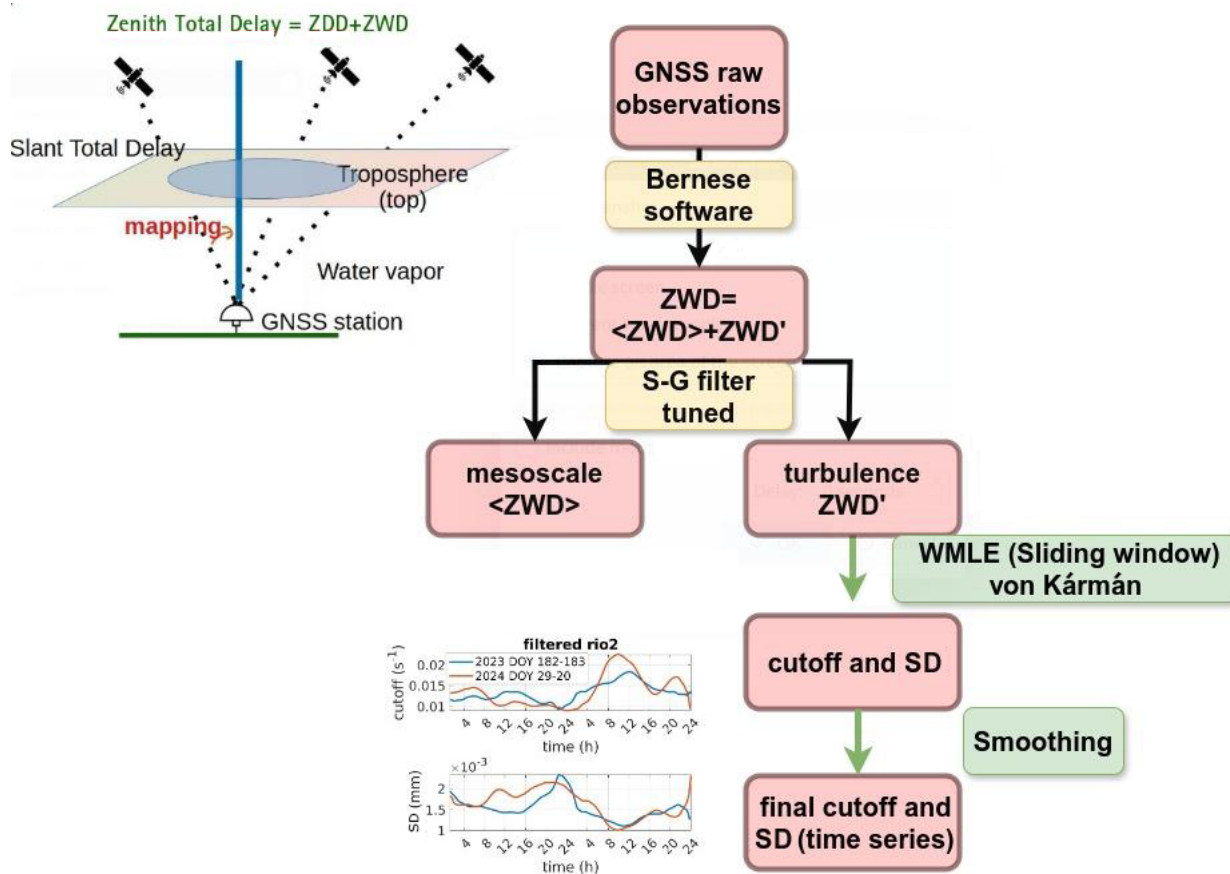 Zenith Total Delay = ZDD+ZWD
Slant Total Delay
Troposphere
(top)
mapping
Water vapor
GNSS station
GNSS raw
observations
Bernese
software
ZWD=
<ZWD>+ZWD'
S-G filter
tuned
mesoscale
<ZWD>
turbulence
ZWD'
WMLE (Sliding window)
von Kármán
cutoff and SD
Smoothing
final cutoff and
SD (time series)
filtered rio2
2023 DOY 182-183
2024 DOY 29-20
cutoff (s⁻¹)
0.02
0.015
0.01
4 8 12 16 20 24 4 8 12 16 20 24
time (h)
×10⁻³
SD (mm)
2
1.5
1
4 8 12 16 20 24 4 8 12 16 20 24
time (h)